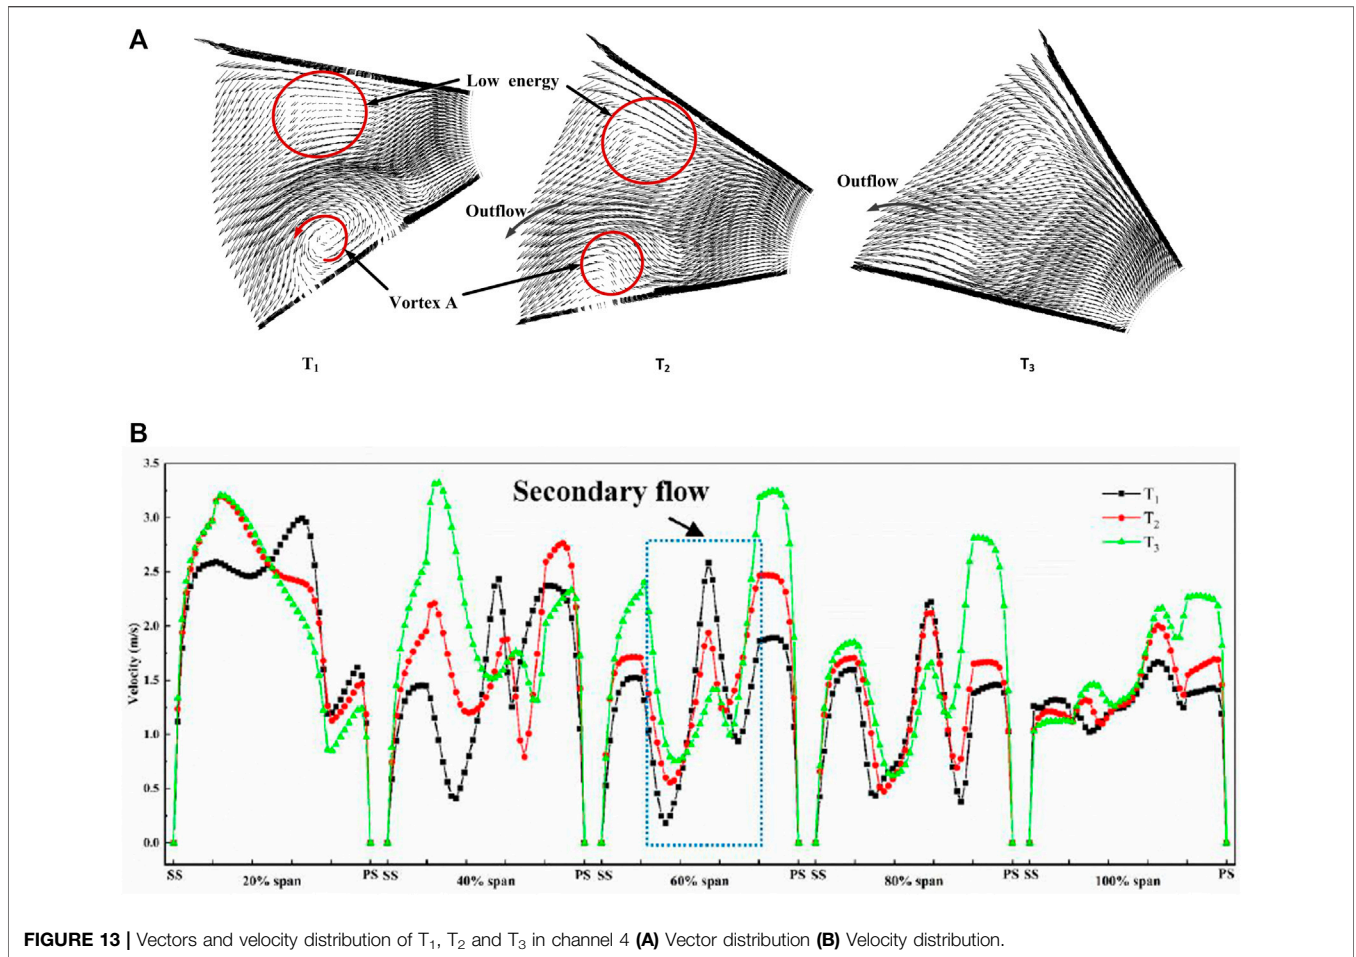 A
Low energy
Outflow
Outflow
Vortex A
T₁
T₂
T₃
B
3.5
3.0
2.5
2.0
1.5
1.0
0.5
0.0
Velocity (m/s)
Secondary flow
T₁
T₂
T₃
SS 20% span PS SS 40% span PS SS 60% span PS SS 80% span PS SS 100% span PS
FIGURE 13 | Vectors and velocity distribution of T₁, T₂ and T₃ in channel 4 (A) Vector distribution (B) Velocity distribution.